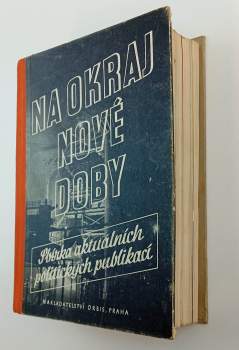 NA OKRAJ
NOVÉ
DOBY
Sbírka aktuálních
politických publikací
NAKLADATELSTVÍ ORBIS, PRAHA